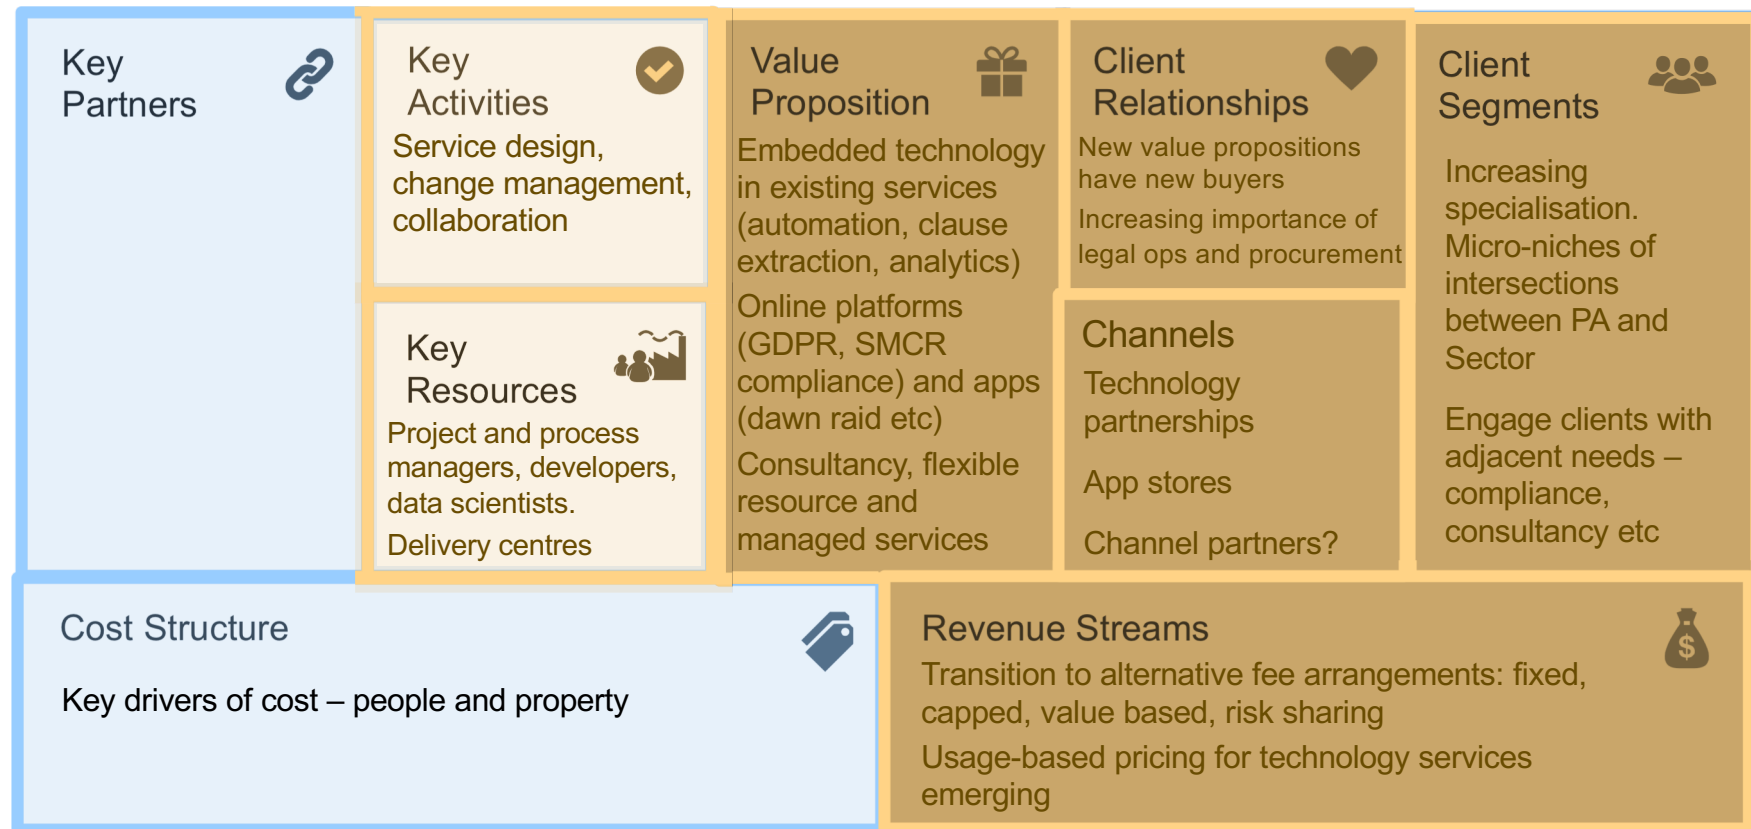 Key
Partners
Key
Activities
Service design,
change management,
collaboration
Key
Resources
Project and process
managers, developers,
data scientists.
Delivery centres
Value
Proposition
Embedded technology
in existing services
(automation, clause
extraction, analytics)
Online platforms
(GDPR, SMCR
compliance) and apps
(dawn raid etc)
Consultancy, flexible
resource and
managed services
Client
Relationships
New value propositions
have new buyers
Increasing importance of
legal ops and procurement
Channels
Technology
partnerships
App stores
Channel partners?
Client
Segments
Increasing
specialisation.
Micro-niches of
intersections
between PA and
Sector
Engage clients with
adjacent needs –
compliance,
consultancy etc
Cost Structure
Key drivers of cost – people and property
Revenue Streams
$
Transition to alternative fee arrangements: fixed,
capped, value based, risk sharing
Usage-based pricing for technology services
emerging